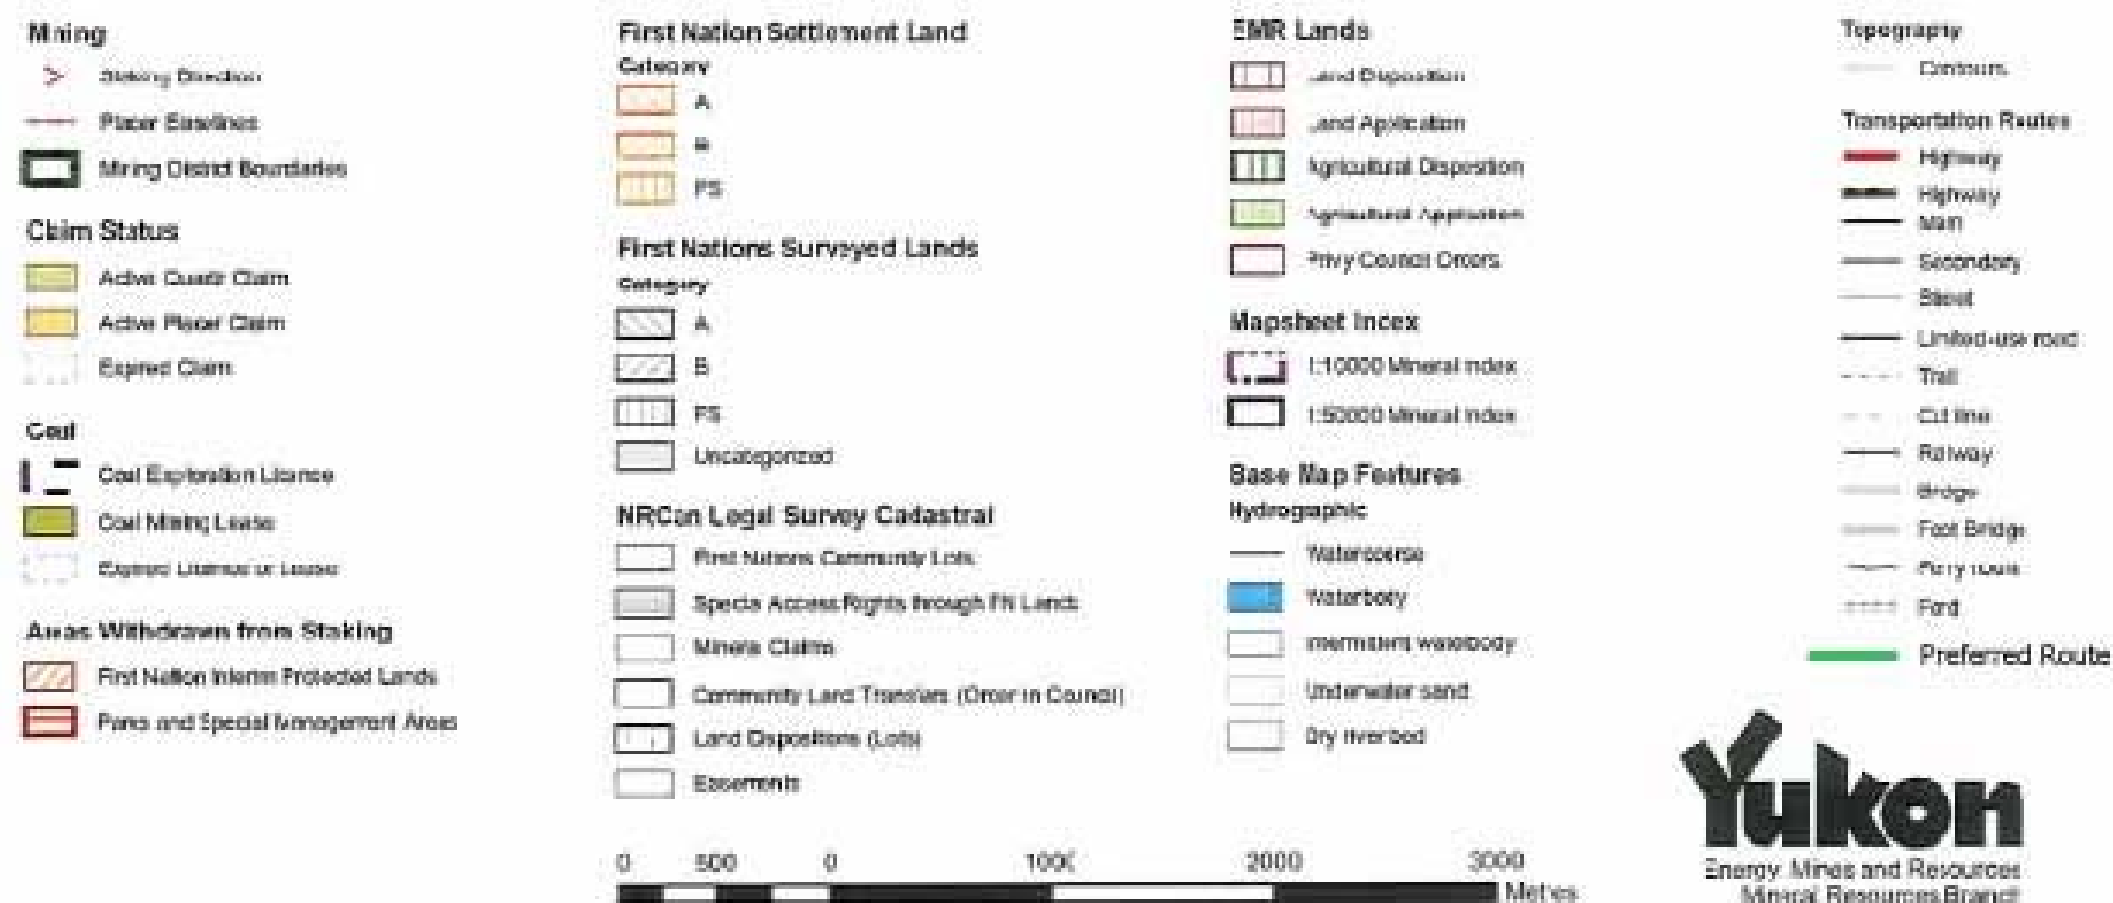 Mining
Staking Direction
Placer Baselines
Mining District Boundaries
Claim Status
Active Quartz Claim
Active Placer Claim
Expired Claim
Coal
Coal Exploration Licence
Coal Mining Lease
Expired Licence or Lease
Areas Withdrawn from Staking
First Nation Interim Protected Lands
Parks and Special Management Areas
First Nation Settlement Land
Category
A
B
FS
First Nations Surveyed Lands
Category
A
B
FS
Uncategorized
NRCan Legal Survey Cadastral
First Nations Community Lots
Special Access Rights through FN Lands
Mineral Claims
Community Land Transfers (Order in Council)
Land Dispositions (Lots)
Easements
EMR Lands
Land Disposition
Land Application
Agricultural Disposition
Agricultural Application
Privy Council Orders
Mapsheet Index
1:10000 Mineral Index
1:50000 Mineral Index
Base Map Features
Hydrographic
Watercourse
Waterbody
Intermittent waterbody
Underwater sand
Dry river bed
Topography
Contours
Transportation Routes
Highway
Highway
Main
Secondary
Street
Limited-use road
Trail
Cut line
Railway
Bridge
Foot Bridge
Ferry route
Ford
Preferred Route
0 500 0 1000 2000 3000
Metres
Yukon
Energy, Mines and Resources
Mineral Resources Branch